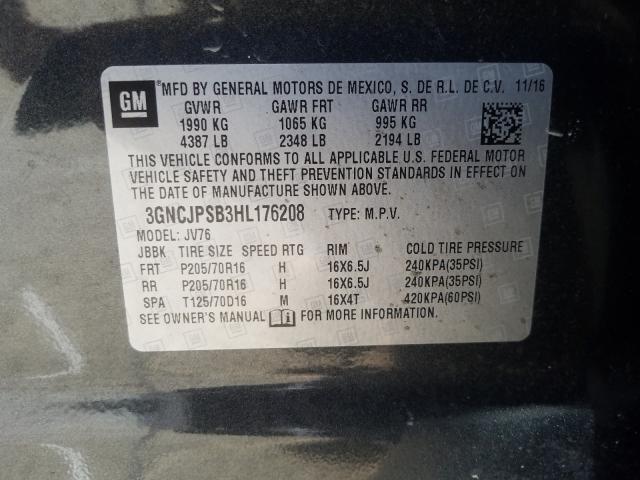 GM ® MFD BY GENERAL MOTORS DE MEXICO, S. DE R.L. DE C.V. 11/16
GVWR GAWR FRT GAWR RR
1990 KG 1065 KG 995 KG
4387 LB 2348 LB 2194 LB
THIS VEHICLE CONFORMS TO ALL APPLICABLE U.S. FEDERAL MOTOR
VEHICLE SAFETY AND THEFT PREVENTION STANDARDS IN EFFECT ON
THE DATE OF MANUFACTURE SHOWN ABOVE.
3GNCJPSB3HL176208 TYPE: M.P.V.
MODEL: JV76
JBBK TIRE SIZE SPEED RTG RIM COLD TIRE PRESSURE
FRT P205/70R16 H 16X6.5J 240KPA(35PSI)
RR P205/70R16 H 16X6.5J 240KPA(35PSI)
SPA T125/70D16 M 16X4T 420KPA(60PSI)
SEE OWNER'S MANUAL FOR MORE INFORMATION.